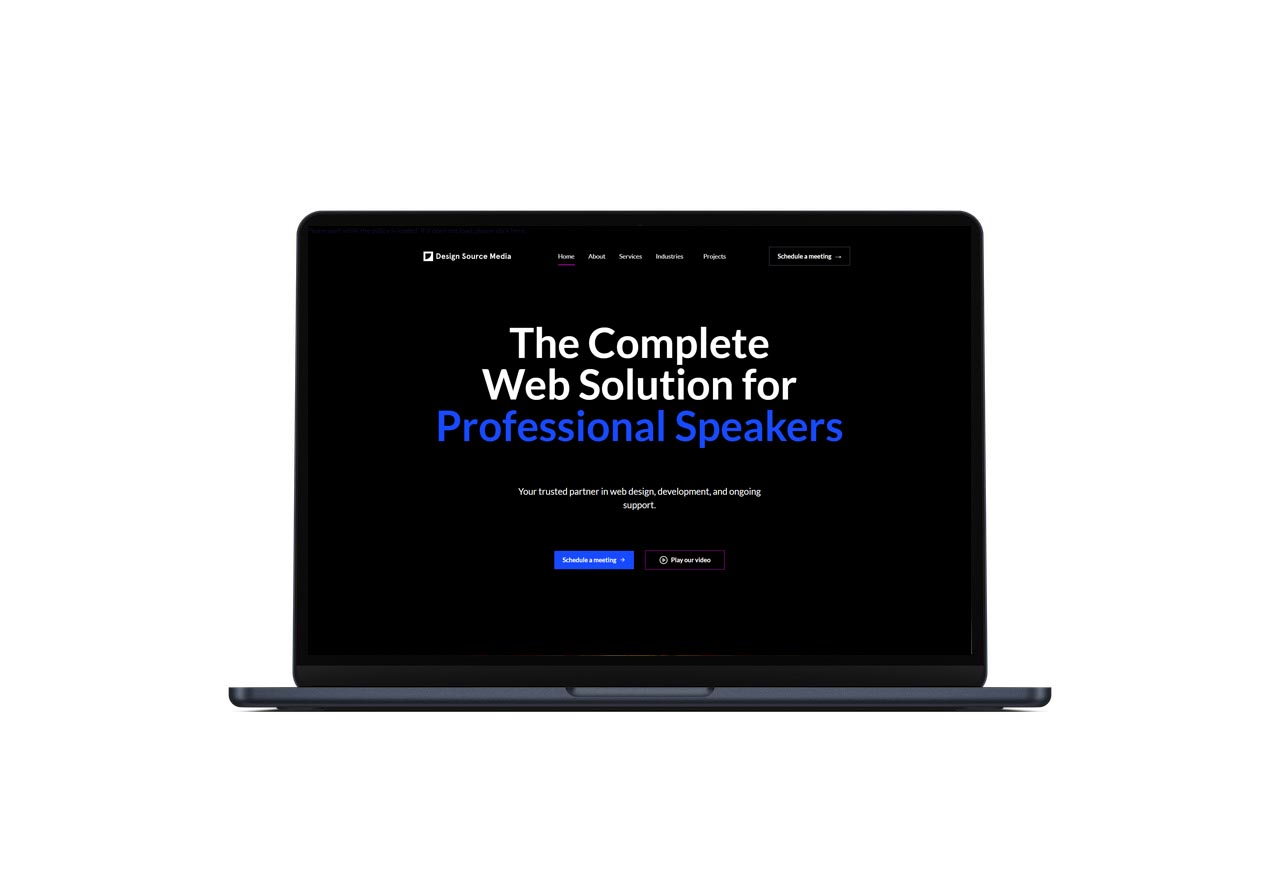 Please wait while the policy is loaded. If it does not load, please click here.
Design Source Media
Home About Services Industries Projects
Schedule a meeting →
The Complete
Web Solution for
Professional Speakers
Your trusted partner in web design, development, and ongoing
support.
Schedule a meeting →
Play our video